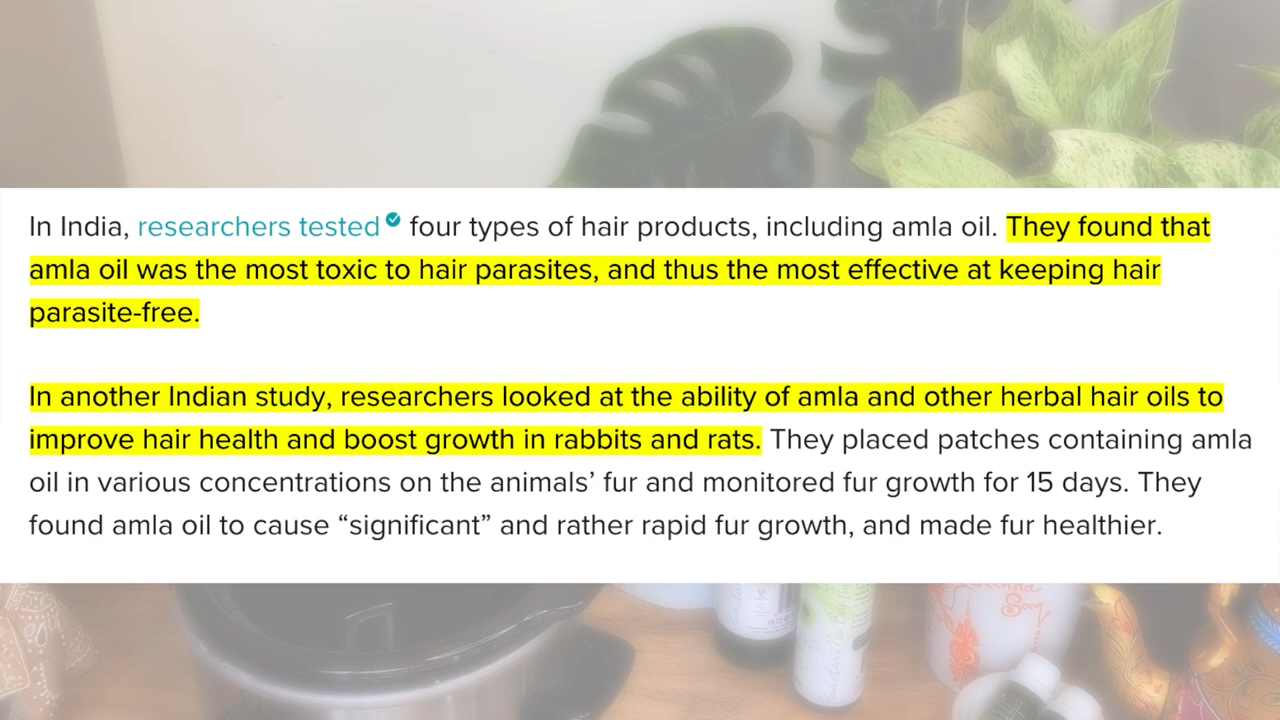 In India, researchers tested four types of hair products, including amla oil. They found that
amla oil was the most toxic to hair parasites, and thus the most effective at keeping hair
parasite-free.
In another Indian study, researchers looked at the ability of amla and other herbal hair oils to
improve hair health and boost growth in rabbits and rats. They placed patches containing amla
oil in various concentrations on the animals’ fur and monitored fur growth for 15 days. They
found amla oil to cause “significant” and rather rapid fur growth, and made fur healthier.